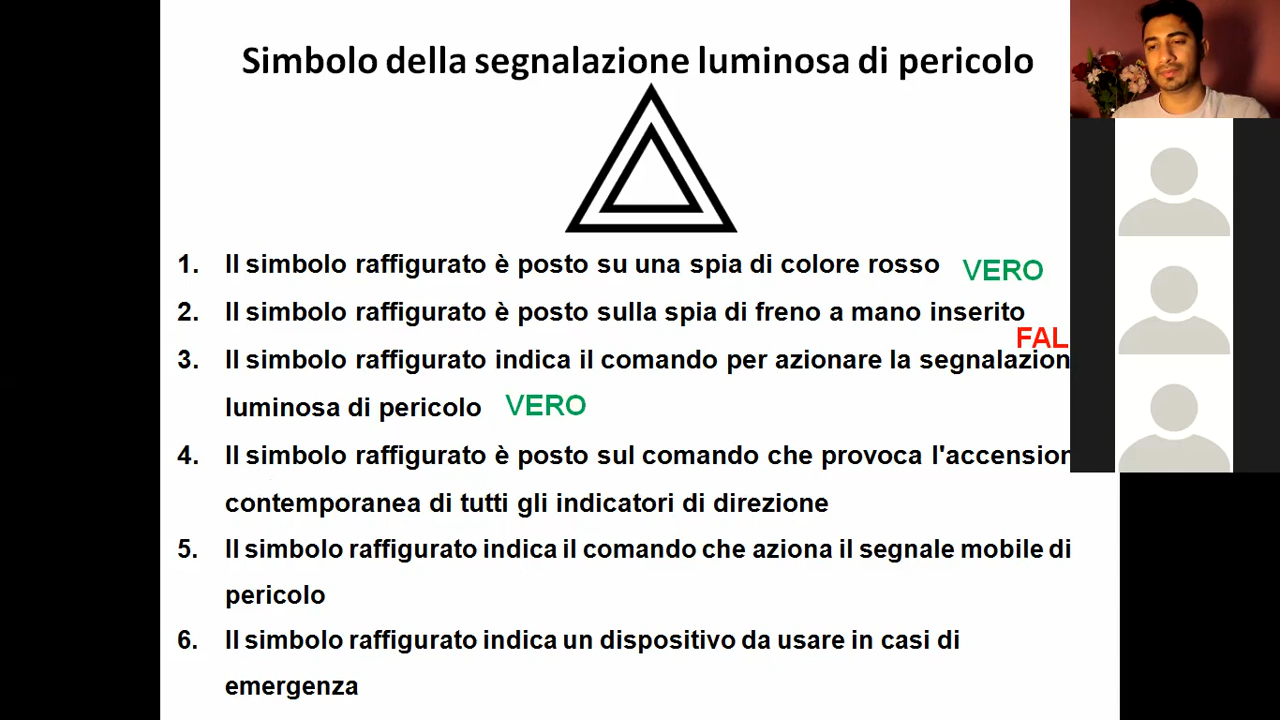 Simbolo della segnalazione luminosa di pericolo
1. Il simbolo raffigurato è posto su una spia di colore rosso VERO
2. Il simbolo raffigurato è posto sulla spia di freno a mano inserito
FAL
3. Il simbolo raffigurato indica il comando per azionare la segnalazion
luminosa di pericolo VERO
4. Il simbolo raffigurato è posto sul comando che provoca l'accension
contemporanea di tutti gli indicatori di direzione
5. Il simbolo raffigurato indica il comando che aziona il segnale mobile di
pericolo
6. Il simbolo raffigurato indica un dispositivo da usare in casi di
emergenza